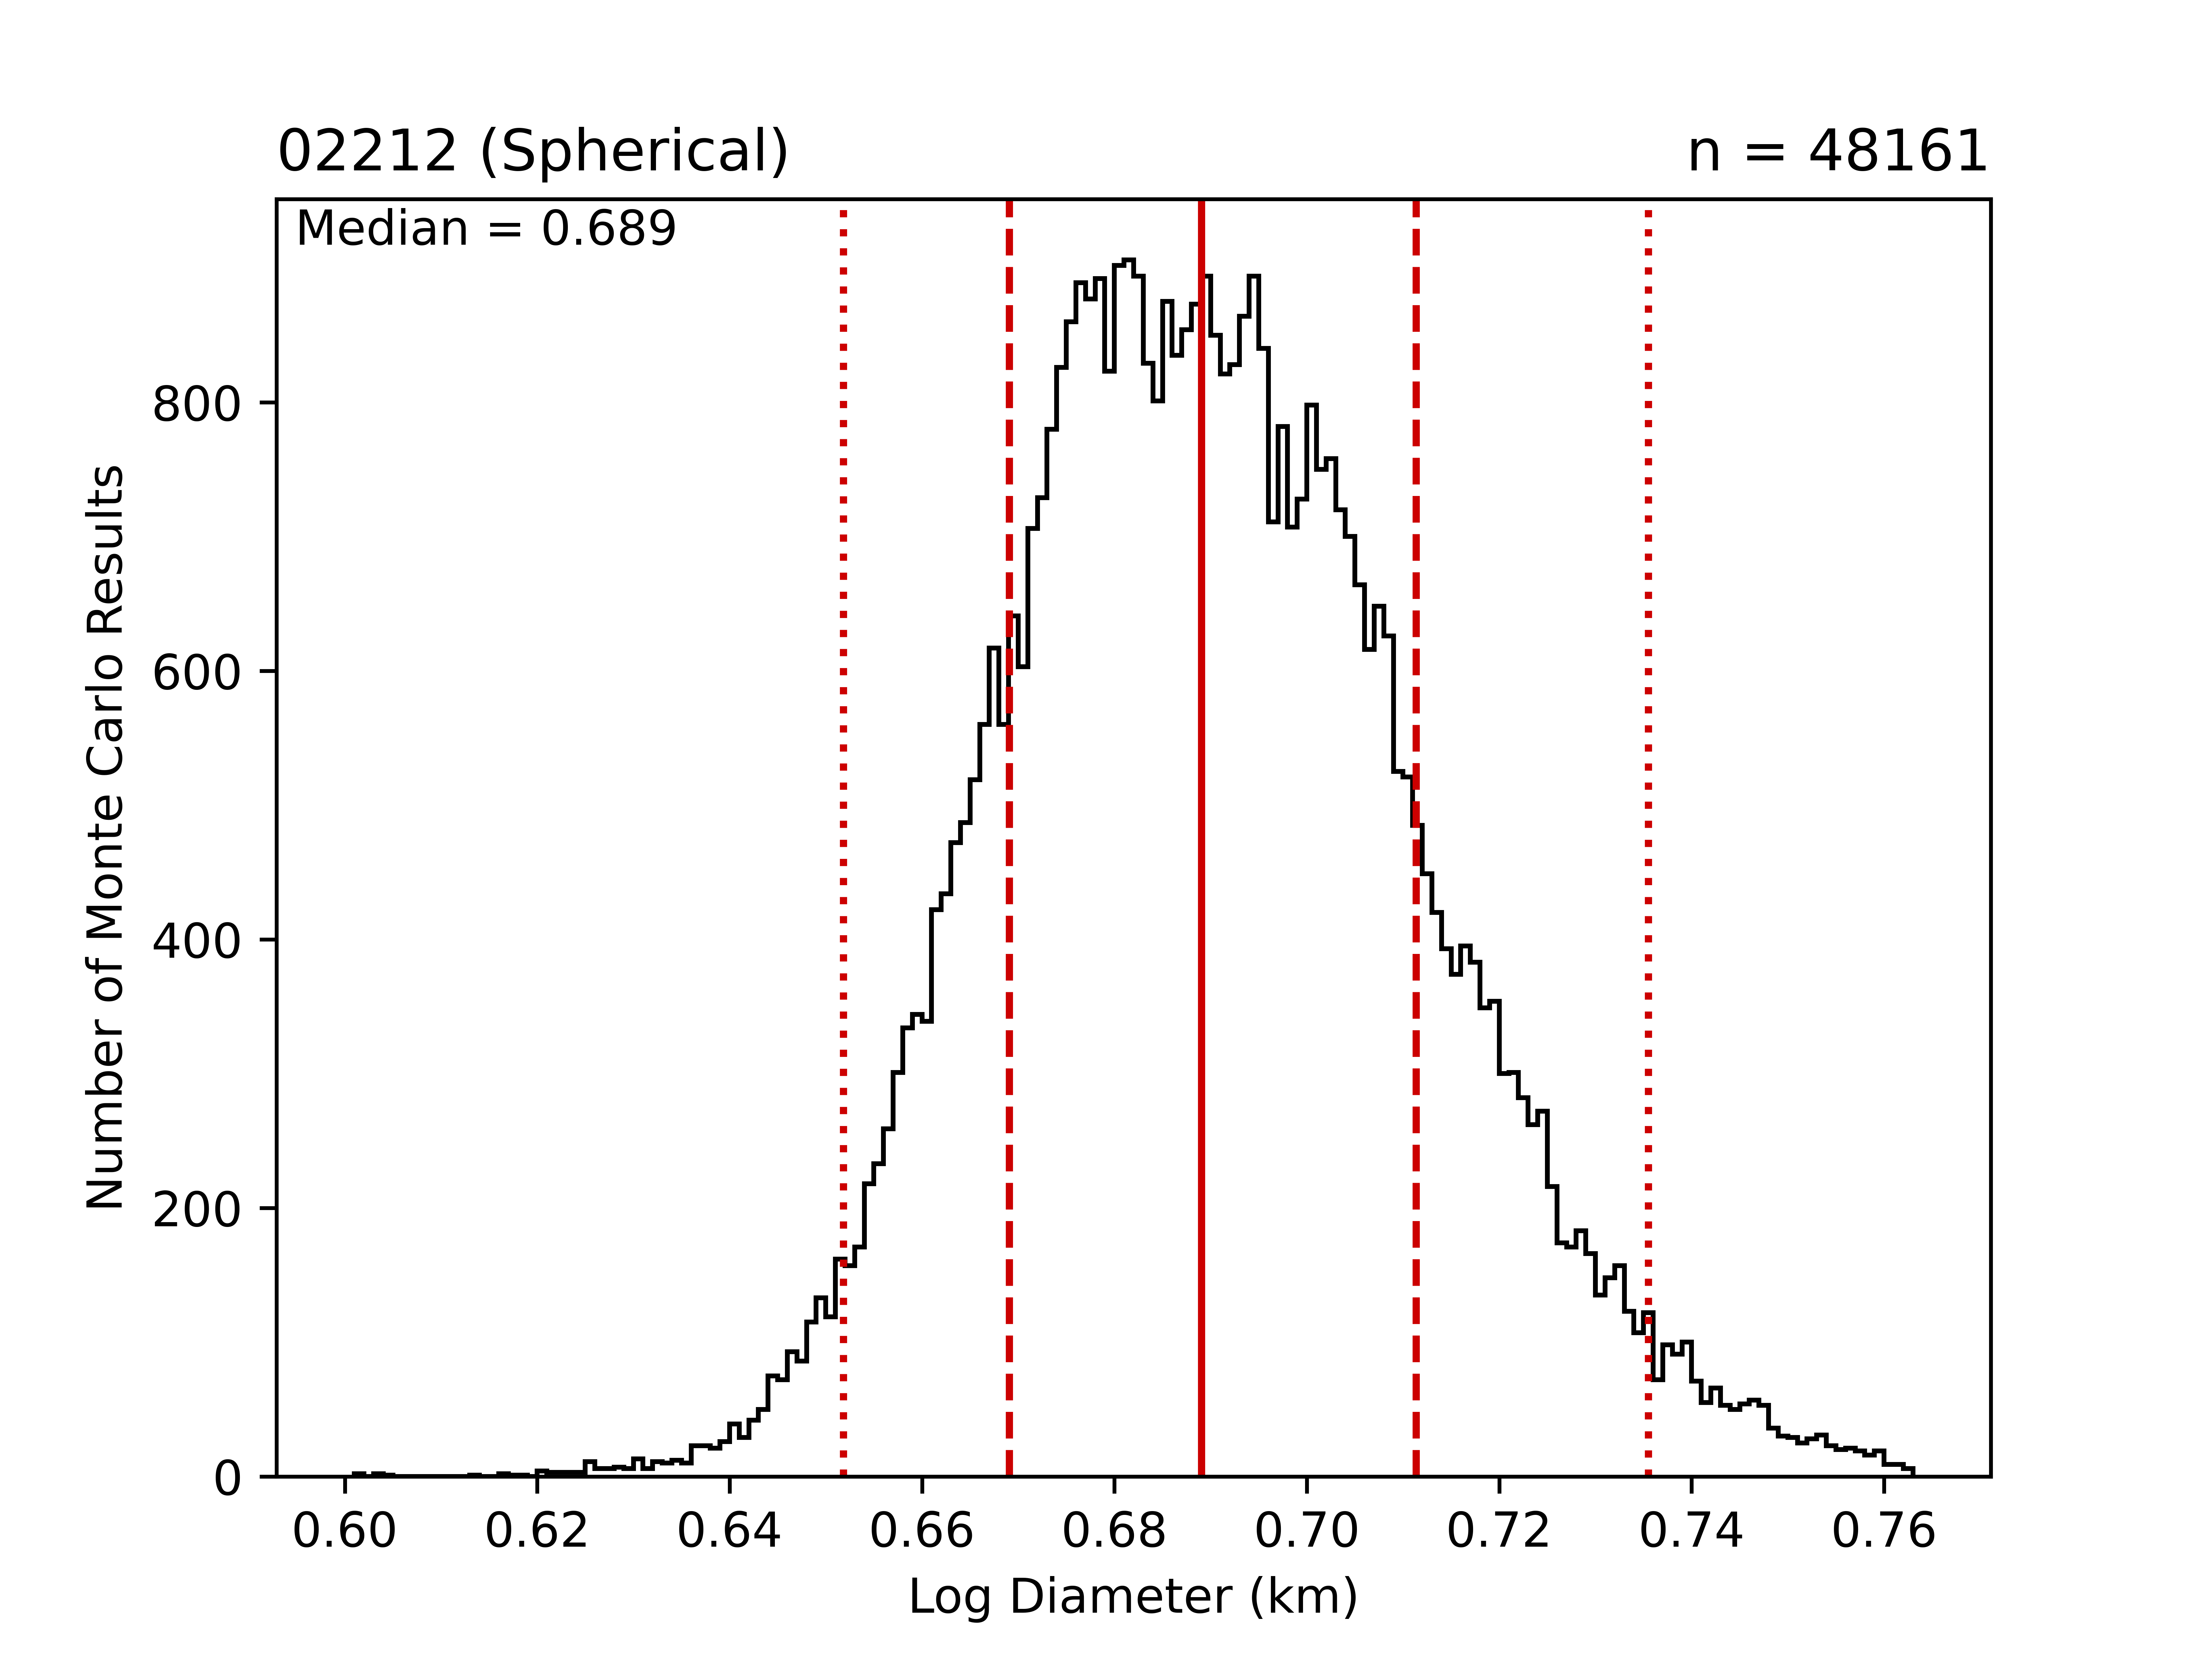 02212 (Spherical)
n = 48161
Median = 0.689
Number of Monte Carlo Results
800
600
400
200
0
0.60 0.62 0.64 0.66 0.68 0.70 0.72 0.74 0.76
Log Diameter (km)